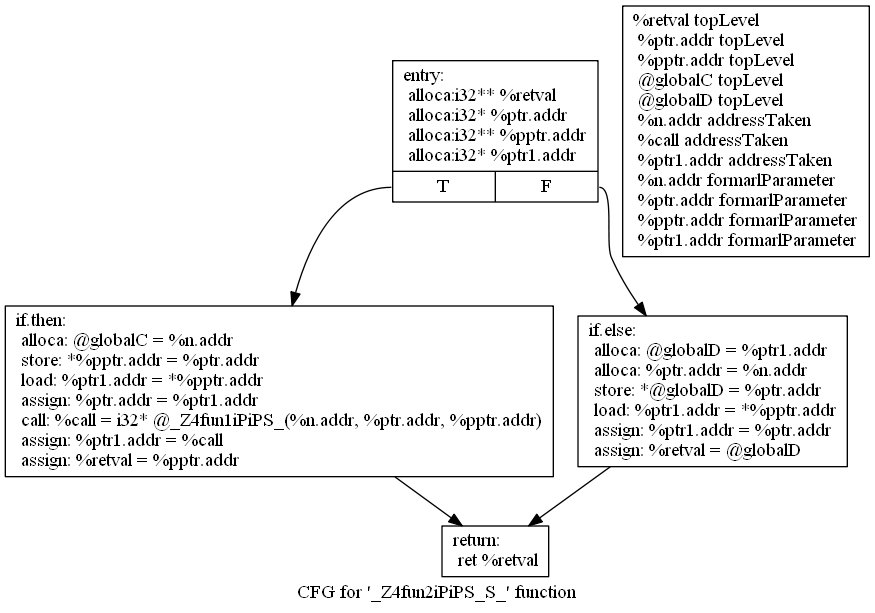 %retval topLevel
%ptr.addr topLevel
%pptr.addr topLevel
@globalC topLevel
@globalD topLevel
%n.addr addressTaken
%call addressTaken
%ptr1.addr addressTaken
%n.addr formarlParameter
%ptr.addr formarlParameter
%pptr.addr formarlParameter
%ptr1.addr formarlParameter
entry:
alloca:i32** %retval
alloca:i32* %ptr.addr
alloca:i32** %pptr.addr
alloca:i32* %ptr1.addr
T F
if.then:
alloca: @globalC = %n.addr
store: *%pptr.addr = %ptr.addr
load: %ptr1.addr = *%pptr.addr
assign: %ptr.addr = %ptr1.addr
call: %call = i32* @_Z4fun1iPiPS_(%n.addr, %ptr.addr, %pptr.addr)
assign: %ptr1.addr = %call
assign: %retval = %pptr.addr
if.else:
alloca: @globalD = %ptr1.addr
alloca: %ptr.addr = %n.addr
store: *@globalD = %ptr.addr
load: %ptr1.addr = *%pptr.addr
assign: %ptr1.addr = %ptr.addr
assign: %retval = @globalD
return:
ret %retval
CFG for '_Z4fun2iPiPS_S_' function